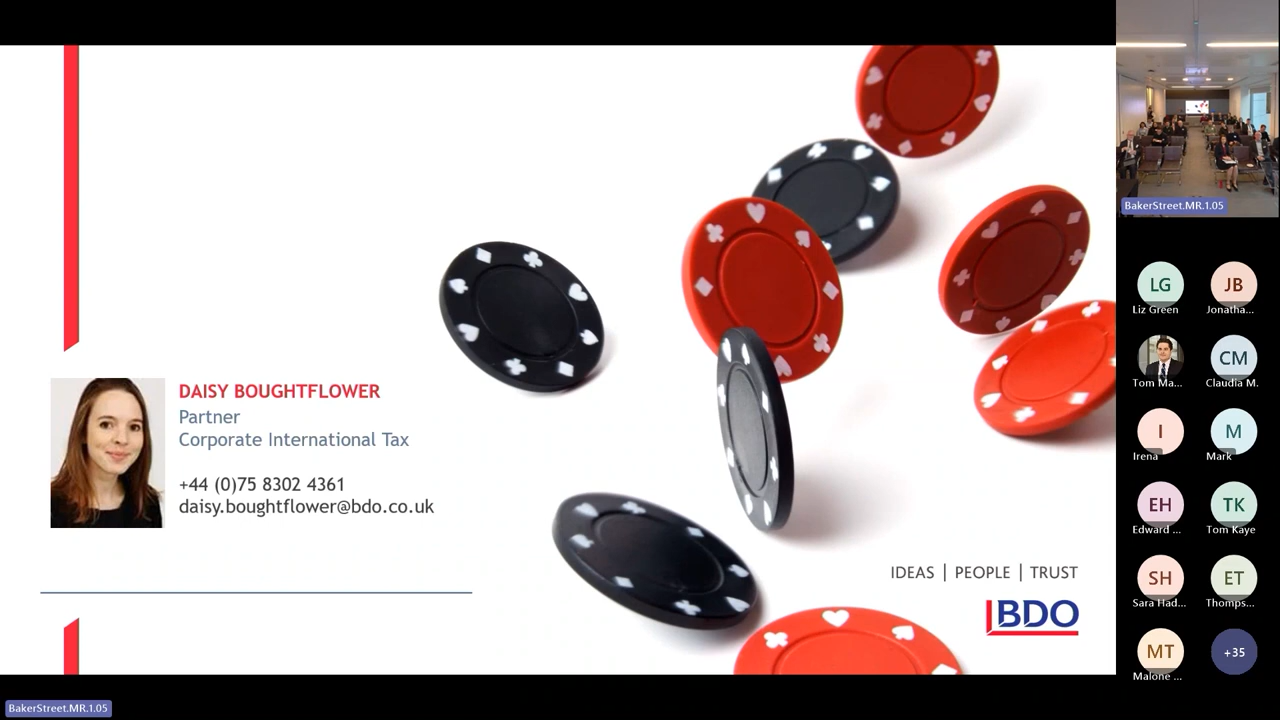 DAISY BOUGHTFLOWER
Partner
Corporate International Tax
+44 (0)75 8302 4361
daisy.boughtflower@bdo.co.uk
IDEAS | PEOPLE | TRUST
BDO
BakerStreet.MR.1.05
BakerStreet.MR.1.05
LG
Liz Green
JB
Jonatha...
Tom Ma...
CM
Claudia M.
I
Irena
M
Mark
EH
Edward ...
TK
Tom Kaye
SH
Sara Had...
ET
Thomps...
MT
Malone ...
+35